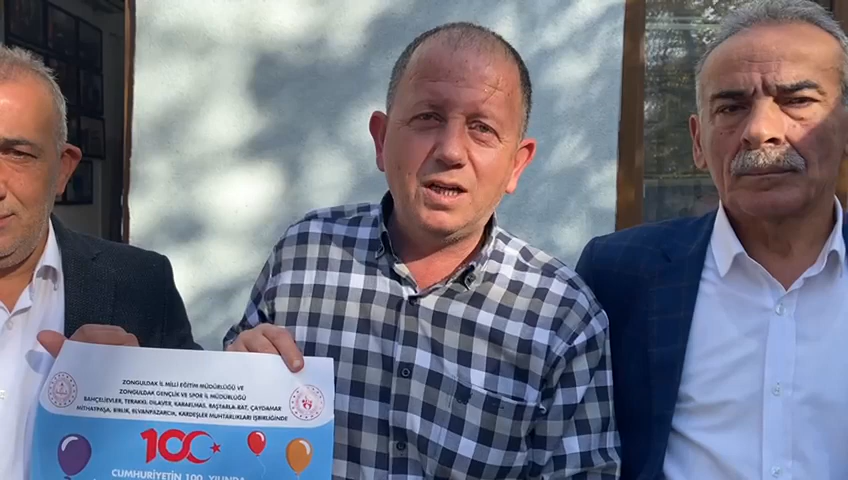 ZONGULDAK İL MİLLİ EĞİTİM MÜDÜRLÜĞÜ VE
ZONGULDAK GENÇLİK VE SPOR İL MÜDÜRLÜĞÜ
BAHÇELİEVLER, TERAKKİ, DİLAVER, KARAELMAS, BAŞTARLA-BAT, ÇAYDAMAR
MİTHATPAŞA, BİRLİK, ELVANPAZARCIK, KARDEŞLER MUHTARLIKLARI İŞBİRLİĞİNDE
100
CUMHURİYETİN 100. YILINDA